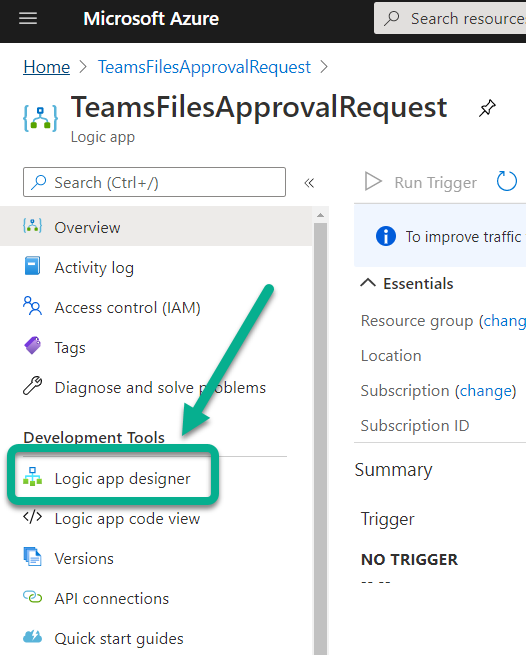 Microsoft Azure
Search resource
Home > TeamsFilesApprovalRequest >
TeamsFilesApprovalRequest
Logic app
Search (Ctrl+/)
«
Run Trigger
Overview
Activity log
Access control (IAM)
Tags
Diagnose and solve problems
Development Tools
Logic app designer
Logic app code view
Versions
API connections
Quick start guides
To improve traffic
Essentials
Resource group (chang
Location
Subscription (change)
Subscription ID
Summary
Trigger
NO TRIGGER
-- --